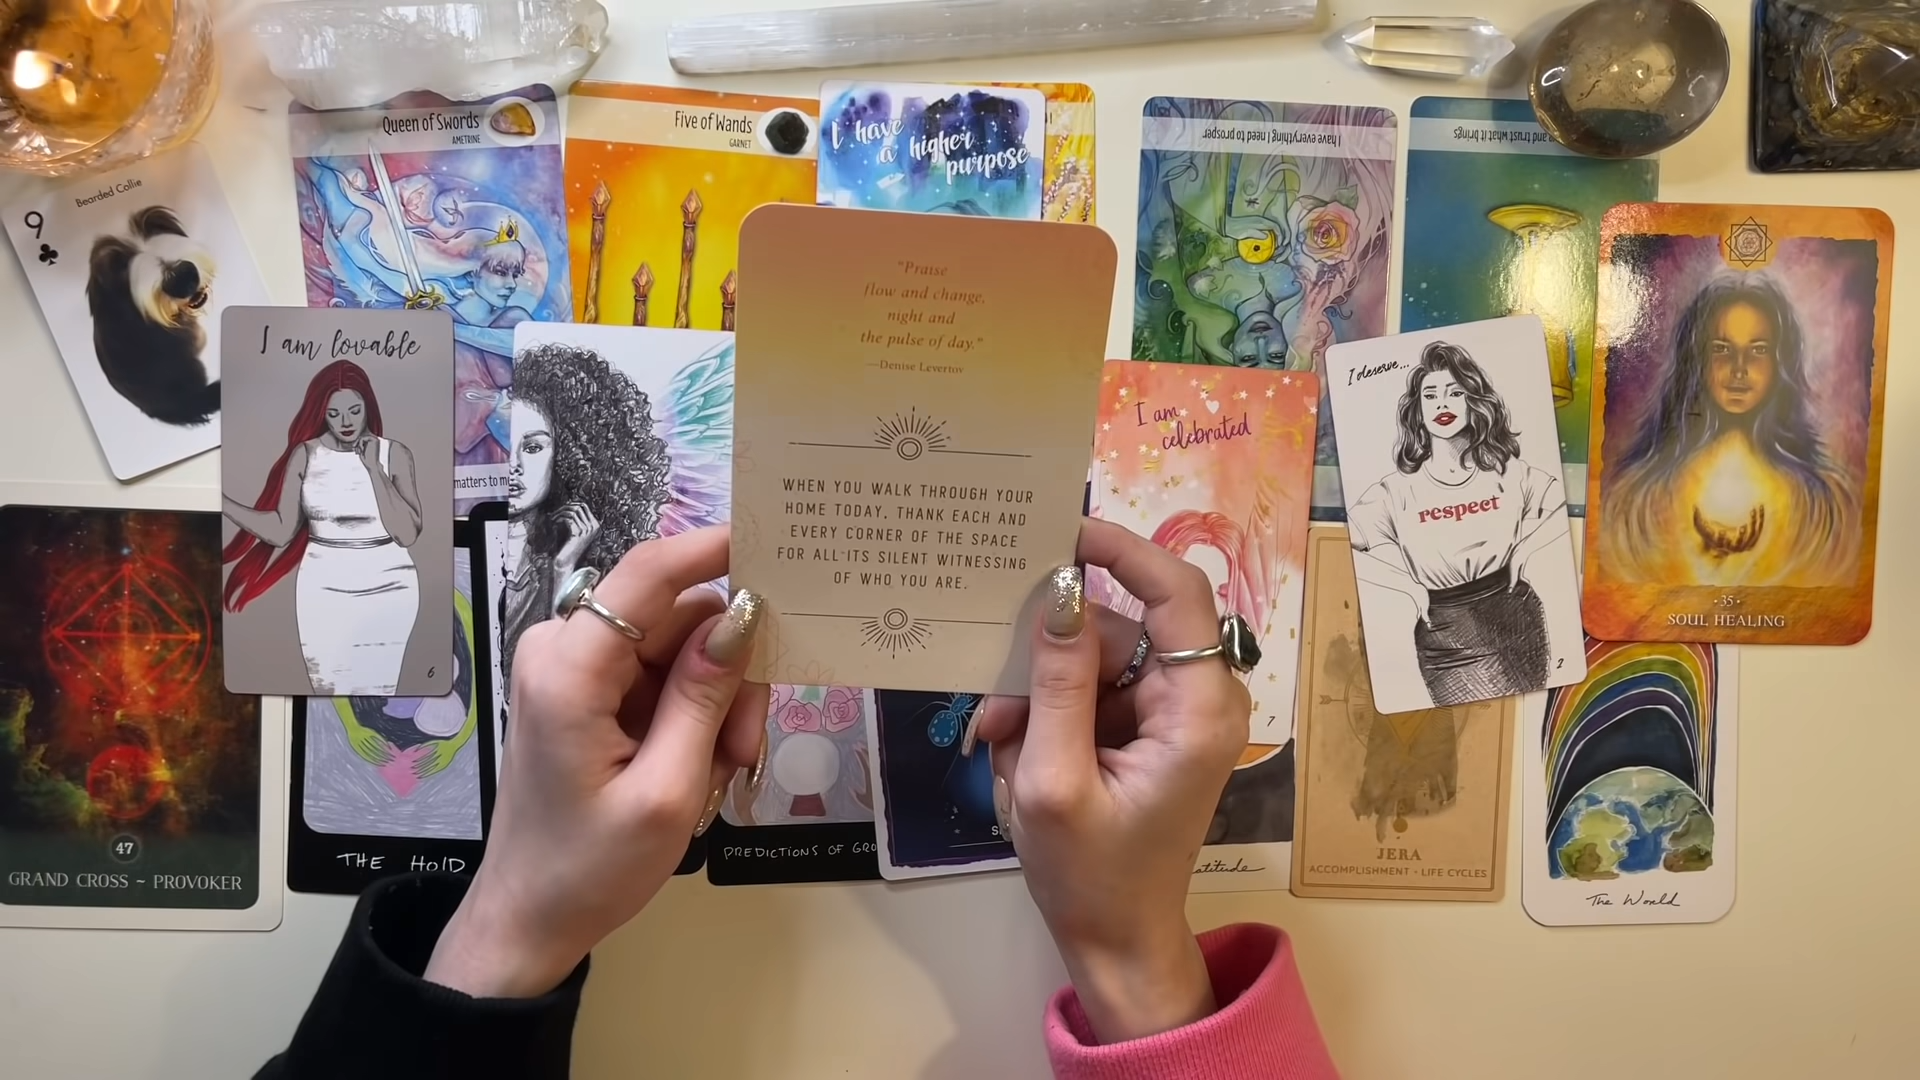 Queen of Swords
AMETRINE
Five of Wands
GARNET
I have
a higher
purpose
I have everything I need to prosper
and trust what it brings
9
Bearded Collie
I am lovable
6
matters to
"Praise
flow and change,
night and
the pulse of day."
—Denise Levertov
WHEN YOU WALK THROUGH YOUR
HOME TODAY, THANK EACH AND
EVERY CORNER OF THE SPACE
FOR ALL ITS SILENT WITNESSING
OF WHO YOU ARE.
I am
celebrated
7
I deserve...
respect
2
35
SOUL HEALING
47
GRAND CROSS ~ PROVOKER
THE HOLD
PREDICTIONS OF
JERA
ACCOMPLISHMENT • LIFE CYCLES
The World